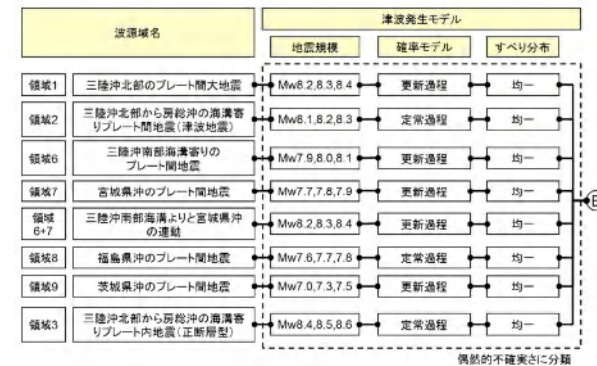 波源域名
津波発生モデル
地震規模 確率モデル すべり分布
領域1 三陸沖北部のプレート間大地震 Mw8.2,8.3,8.4 更新過程 均一
領域2 三陸沖北部から房総沖の海溝寄
りプレート間地震(津波地震) Mw8.1,8.2,8.3 定常過程 均一
領域6 三陸沖南部海溝寄りの
プレート間地震 Mw7.9,8.0,8.1 更新過程 均一
領域7 宮城県沖のプレート間地震 Mw7.7,7.8,7.9 更新過程 均一
領域
6+7 三陸沖南部海溝よりと宮城県沖
の連動 Mw8.2,8.3,8.4 更新過程 均一
領域8 福島県沖のプレート間地震 Mw7.6,7.7,7.8 定常過程 均一
領域9 茨城県沖のプレート間地震 Mw7.0,7.3,7.5 更新過程 均一
領域3 三陸沖北部から房総沖の海溝寄
りプレート内地震(正断層型) Mw8.4,8.5,8.6 定常過程 均一
偶然的不確実さに分類